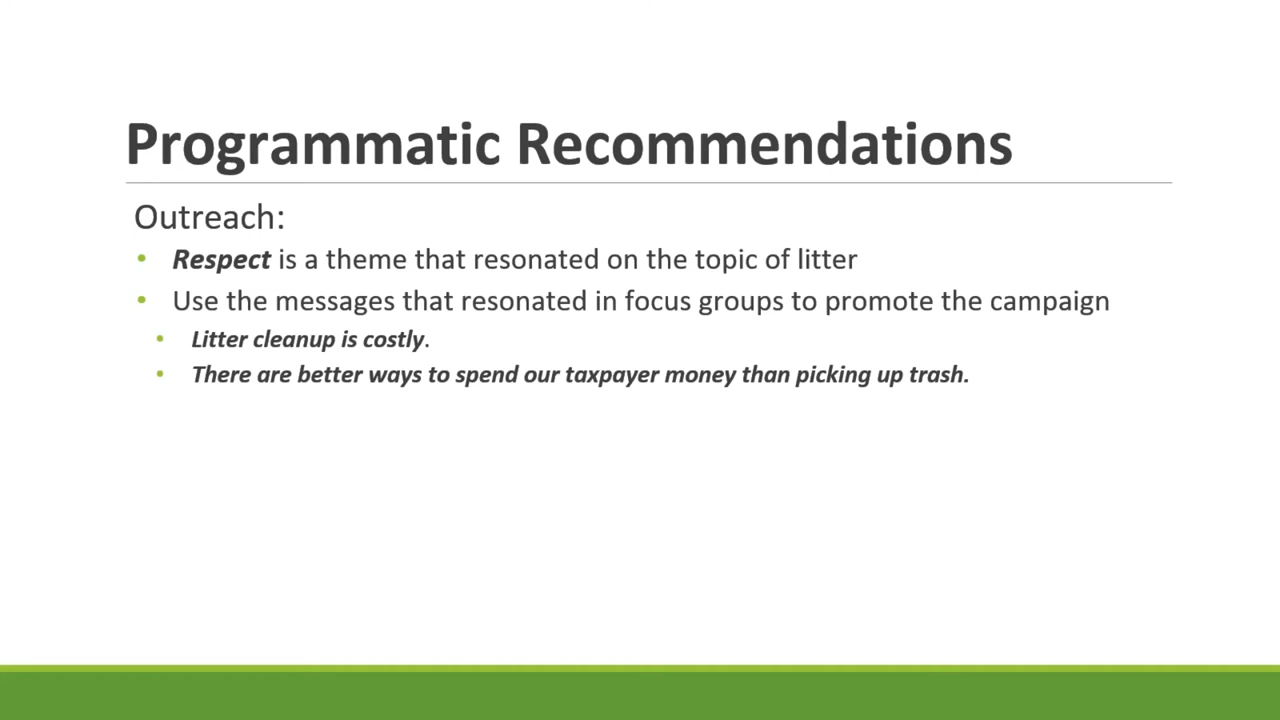 Programmatic Recommendations
Outreach:
• Respect is a theme that resonated on the topic of litter
• Use the messages that resonated in focus groups to promote the campaign
• Litter cleanup is costly.
• There are better ways to spend our taxpayer money than picking up trash.